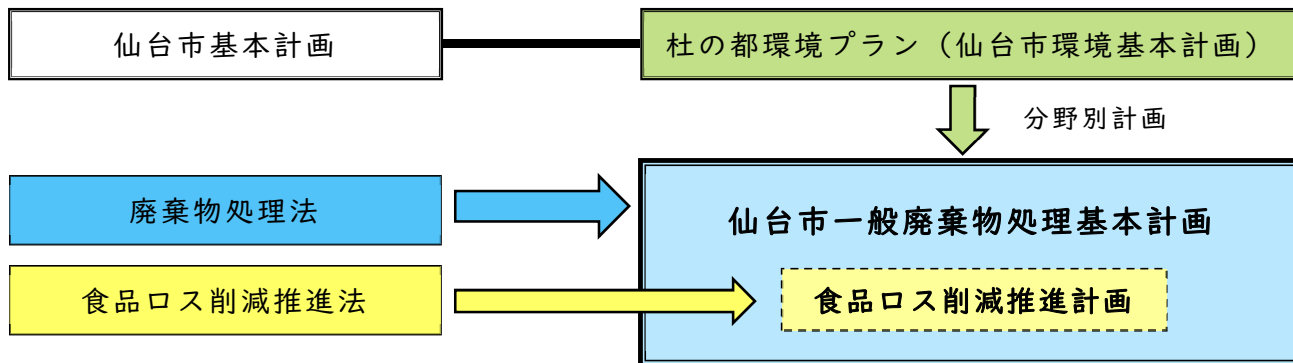 仙台市基本計画
杜の都環境プラン（仙台市環境基本計画）
分野別計画
廃棄物処理法
仙台市一般廃棄物処理基本計画
食品ロス削減推進法
食品ロス削減推進計画